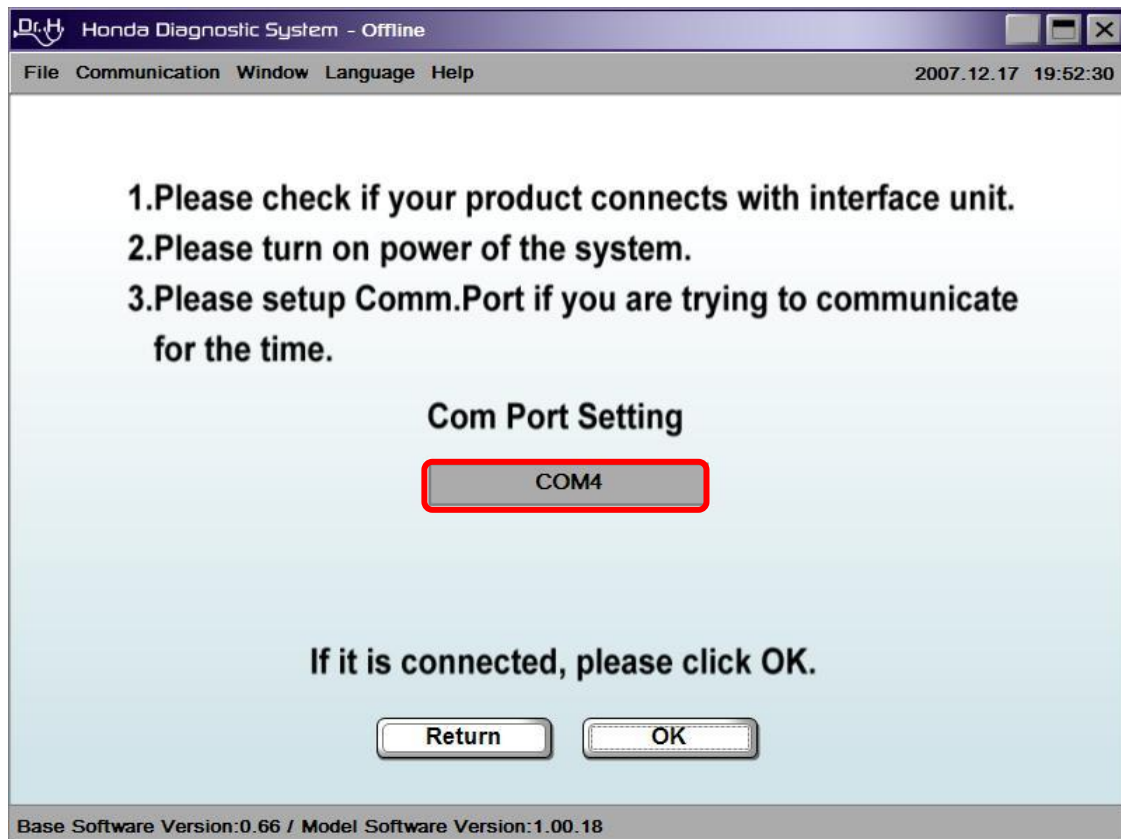 Dr.H Honda Diagnostic System - Offline
File Communication Window Language Help 2007.12.17 19:52:30
1.Please check if your product connects with interface unit.
2.Please turn on power of the system.
3.Please setup Comm.Port if you are trying to communicate
for the time.
Com Port Setting
COM4
If it is connected, please click OK.
Return OK
Base Software Version:0.66 / Model Software Version:1.00.18